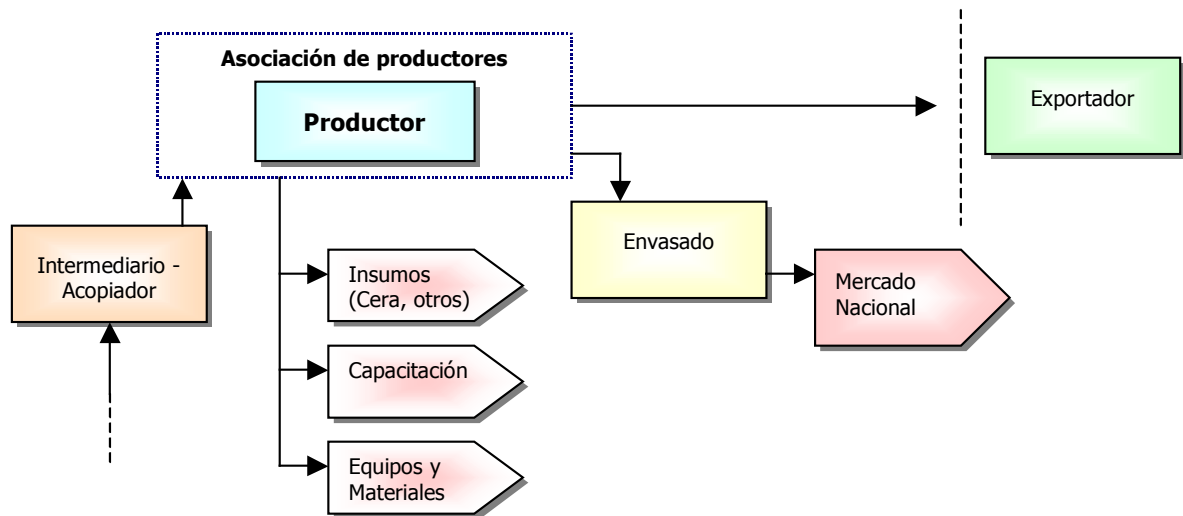 Asociación de productores
Productor
Exportador
Intermediario -
Acopiador
Envasado
Insumos
(Cera, otros)
Mercado
Nacional
Capacitación
Equipos y
Materiales